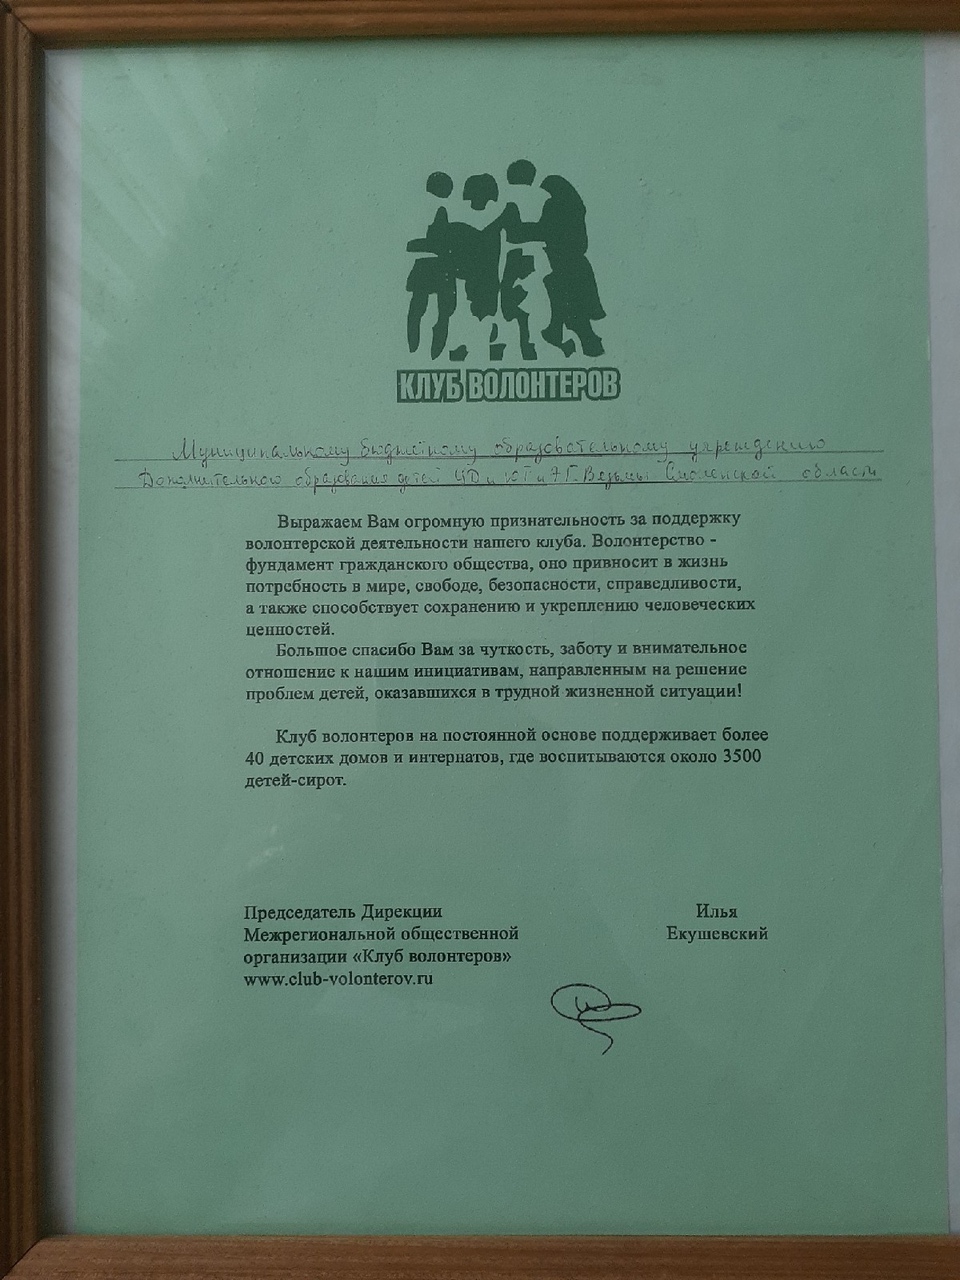 КЛУБ ВОЛОНТЕРОВ
Муниципальному бюджетному образовательному учреждению
Дополнительного образования детей г. Вязьмы Смоленской области
Выражаем Вам огромную признательность за поддержку
волонтерской деятельности нашего клуба. Волонтерство -
фундамент гражданского общества, оно привносит в жизнь
потребность в мире, свободе, безопасности, справедливости,
а также способствует сохранению и укреплению человеческих
ценностей.
Большое спасибо Вам за чуткость, заботу и внимательное
отношение к нашим инициативам, направленным на решение
проблем детей, оказавшихся в трудной жизненной ситуации!
Клуб волонтеров на постоянной основе поддерживает более
40 детских домов и интернатов, где воспитываются около 3500
детей-сирот.
Председатель Дирекции
Межрегиональной общественной
организации «Клуб волонтеров»
www.club-volonterov.ru
Илья
Екушевский